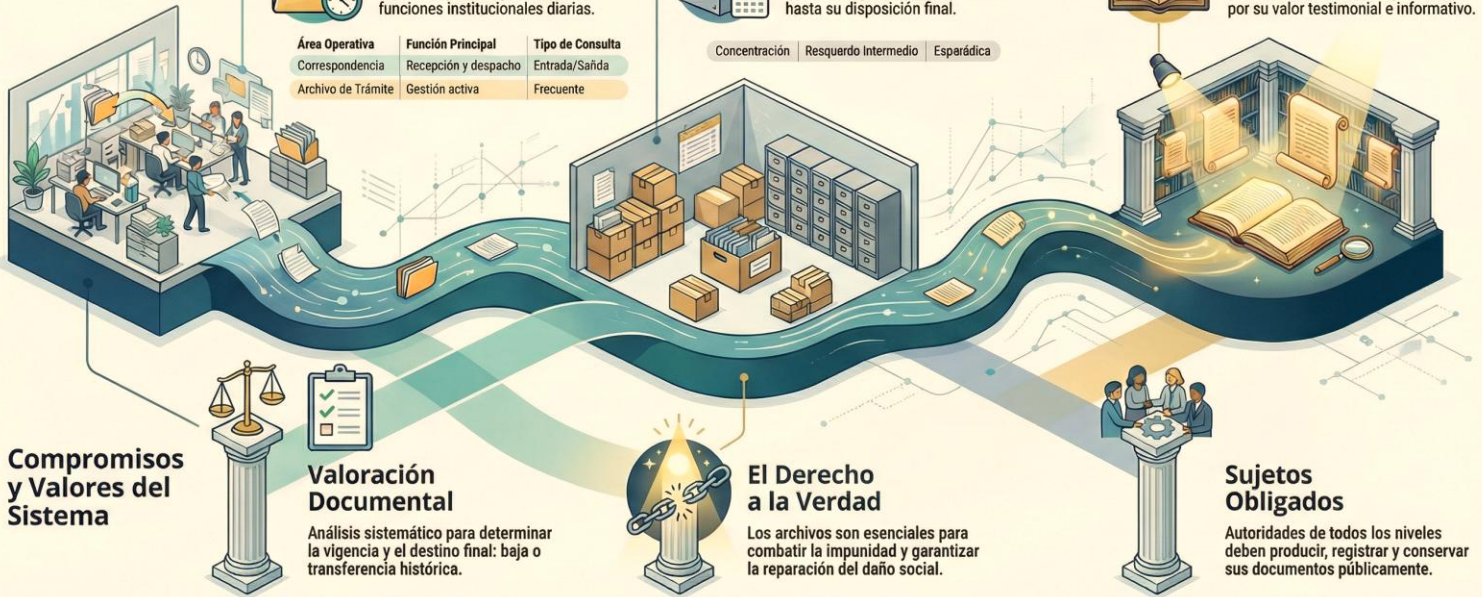 funciones institucionales diarias.
hasta su disposición final.
por su valor testimonial e informativo.
Área Operativa Función Principal Tipo de Consulta
Correspondencia Recepción y despacho Entrada/Sañda
Archivo de Trámite Gestión activa Frecuente
Concentración Resquerdo Intermedio Esparádica
Compromisos
y Valores del
Sistema
Valoración
Documental
Análisis sistemático para determinar
la vigencia y el destino final: baja o
transferencia histórica.
El Derecho
a la Verdad
Los archivos son esenciales para
combatir la impunidad y garantizar
la reparación del daño social.
Sujetos
Obligados
Autoridades de todos los niveles
deben producir, registrar y conservar
sus documentos públicamente.